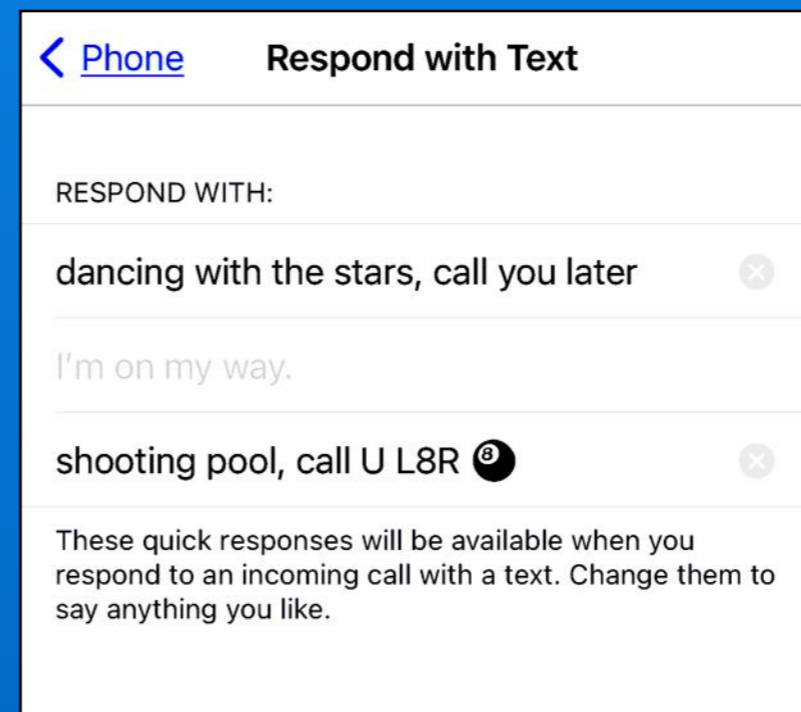 Phone Respond with Text
RESPOND WITH:
dancing with the stars, call you later
I'm on my way.
shooting pool, call U L8R 🎱
These quick responses will be available when you
respond to an incoming call with a text. Change them to
say anything you like.